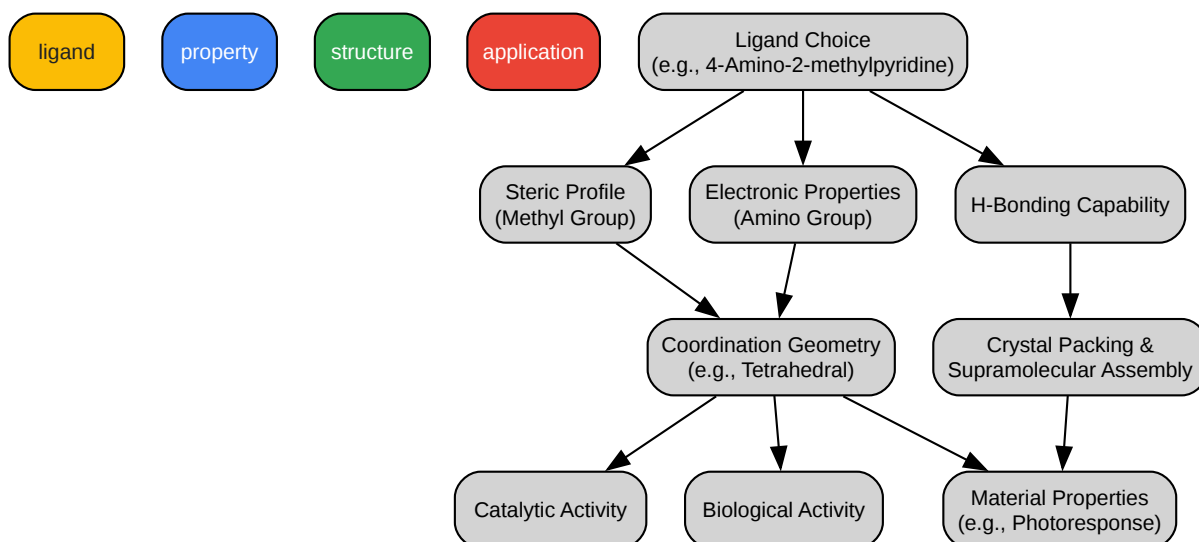 ligand
property
structure
application
Ligand Choice
(e.g., 4-Amino-2-methylpyridine)
Steric Profile
(Methyl Group)
Electronic Properties
(Amino Group)
H-Bonding Capability
Coordination Geometry
(e.g., Tetrahedral)
Crystal Packing &
Supramolecular Assembly
Catalytic Activity
Biological Activity
Material Properties
(e.g., Photoresponse)